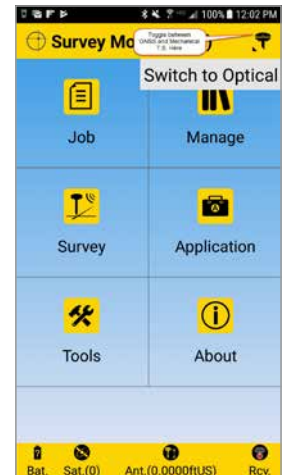 100% 12:02 PM
Survey Mo
Toggle between
GNSS and Mechanical
T.S. Here
Switch to Optical
Job
Manage
Survey
Application
Tools
About
Bat. Sat.(0) Ant.(0.0000ftUS) Rcv.